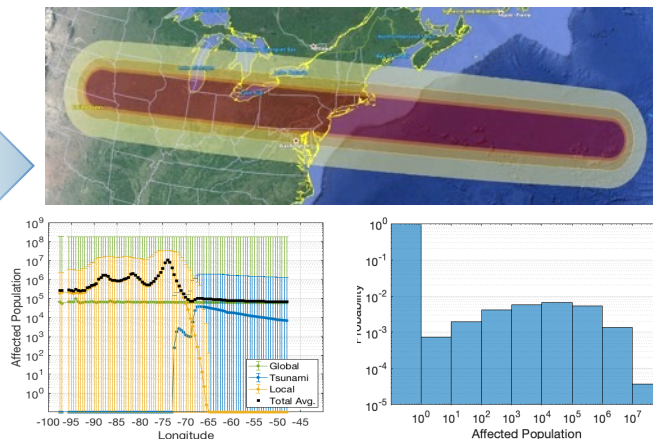 Affected Population
10^9
10^8
10^7
10^6
10^5
10^4
10^3
10^2
10^1
10^0
-100 -95 -90 -85 -80 -75 -70 -65 -60 -55 -50 -45
Longitude
Global
Tsunami
Local
Total Avg.
Probability
10^0
10^-1
10^-2
10^-3
10^-4
10^-5
10^0 10^1 10^2 10^3 10^4 10^5 10^6 10^7
Affected Population